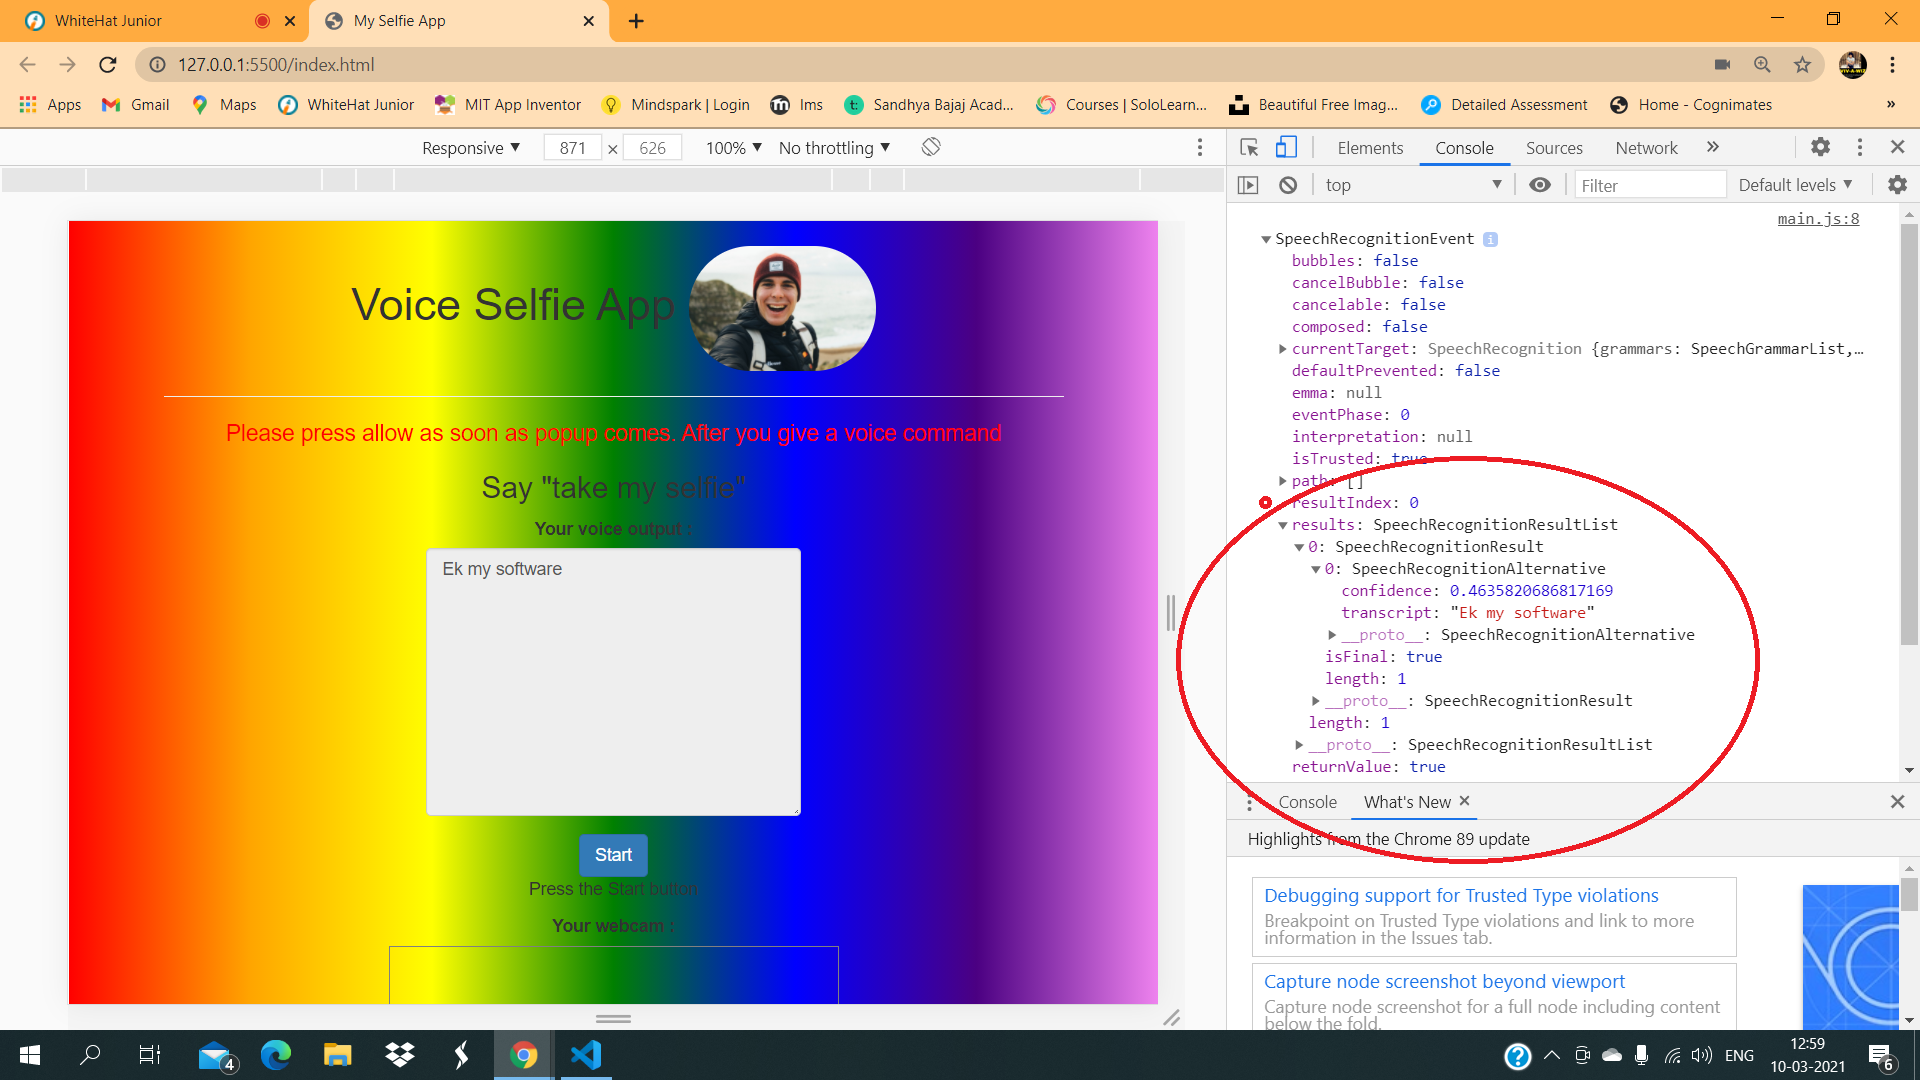 WhiteHat Junior
My Selfie App
127.0.0.1:5500/index.html
Apps
Gmail
Maps
WhiteHat Junior
MIT App Inventor
Mindspark | Login
lms
Sandhya Bajaj Acad...
Courses | SoloLearn...
Beautiful Free Imag...
Detailed Assessment
Home - Cognimates
»
Responsive ▼
871 × 626
100% ▼
No throttling ▼
Voice Selfie App
Please press allow as soon as popup comes. After you give a voice command
Say "take my selfie"
Your voice output :
Ek my software
Start
Press the Start button
Your webcam :
Elements
Console
Sources
Network
»
top
Filter
Default levels ▼
main.js:8
SpeechRecognitionEvent i
bubbles: false
cancelBubble: false
cancelable: false
composed: false
currentTarget: SpeechRecognition {grammars: SpeechGrammarList,…
defaultPrevented: false
emma: null
eventPhase: 0
interpretation: null
isTrusted: true
path: []
resultIndex: 0
results: SpeechRecognitionResultList
0: SpeechRecognitionResult
0: SpeechRecognitionAlternative
confidence: 0.4635820686817169
transcript: "Ek my software"
__proto__: SpeechRecognitionAlternative
isFinal: true
length: 1
__proto__: SpeechRecognitionResult
length: 1
__proto__: SpeechRecognitionResultList
returnValue: true
Console
What's New
Highlights from the Chrome 89 update
Debugging support for Trusted Type violations
Breakpoint on Trusted Type violations and link to more
information in the Issues tab.
Capture node screenshot beyond viewport
Capture node screenshot for a full node including content
below the fold.
4
ENG
12:59
10-03-2021
6